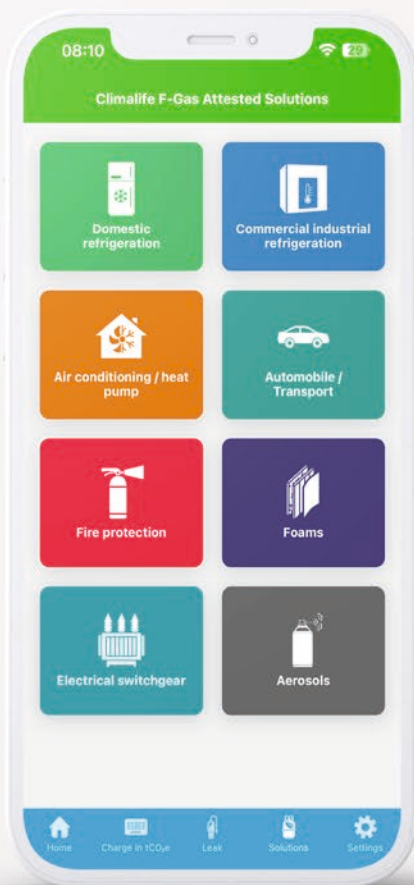 08:10
29
Climalife F-Gas Attested Solutions
Domestic
refrigeration
Commercial industrial
refrigeration
Air conditioning / heat
pump
Automobile /
Transport
Fire protection
Foams
Electrical switchgear
Aerosols
Home
Charge in tCO₂e
Leak
Solutions
Settings